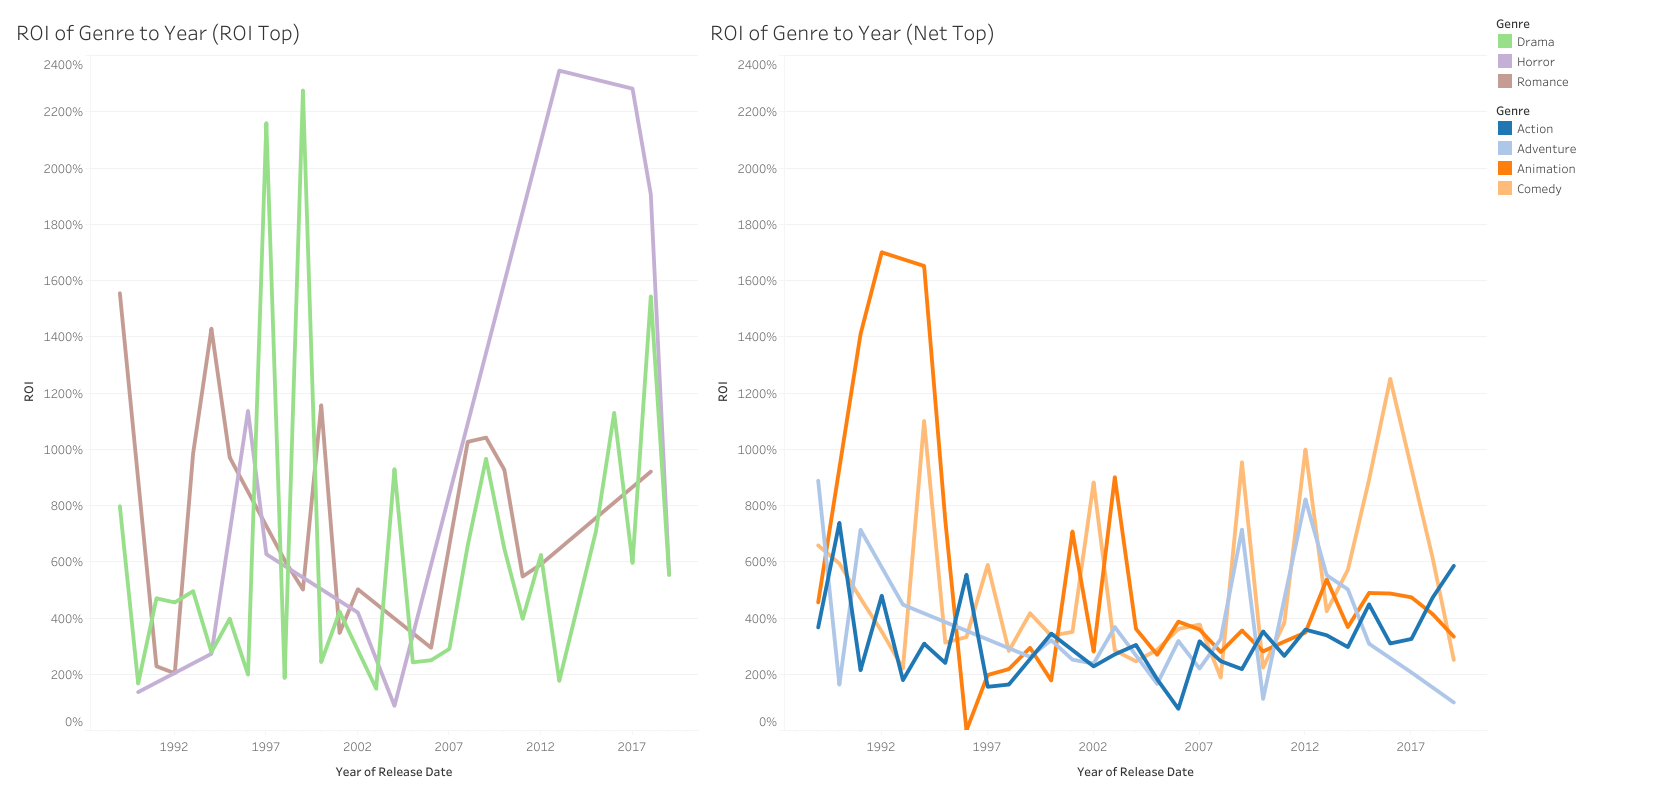 ROI of Genre to Year (ROI Top)
2400%
2200%
2000%
1800%
1600%
1400%
1200%
1000%
800%
600%
400%
200%
0%
ROI
1992 1997 2002 2007 2012 2017
Year of Release Date
ROI of Genre to Year (Net Top)
2400%
2200%
2000%
1800%
1600%
1400%
1200%
1000%
800%
600%
400%
200%
0%
ROI
1992 1997 2002 2007 2012 2017
Year of Release Date
Genre
Drama
Horror
Romance
Genre
Action
Adventure
Animation
Comedy